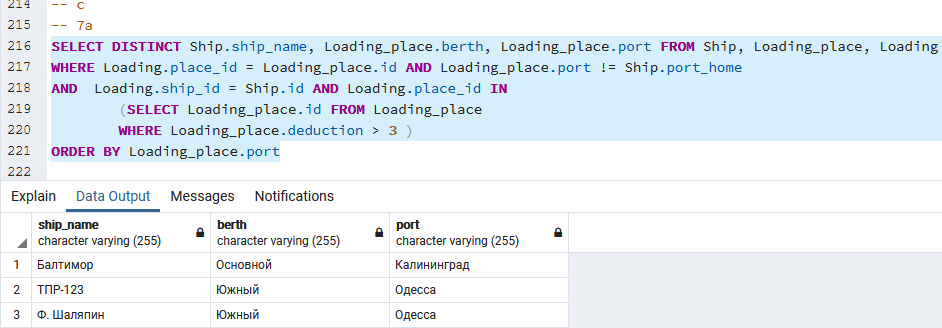 214 -- c
215 -- 7a
216 SELECT DISTINCT Ship.ship_name, Loading_place.berth, Loading_place.port FROM Ship, Loading_place, Loading
217 WHERE Loading.place_id = Loading_place.id AND Loading_place.port != Ship.port_home
218 AND  Loading.ship_id = Ship.id AND Loading.place_id IN
219 (SELECT Loading_place.id FROM Loading_place
220 WHERE Loading_place.deduction > 3 )
221 ORDER BY Loading_place.port
222
Explain Data Output Messages Notifications
ship_name berth port
character varying (255) character varying (255) character varying (255)
1 Балтимор Основной Калининград
2 ТПР-123 Южный Одесса
3 Ф. Шаляпин Южный Одесса